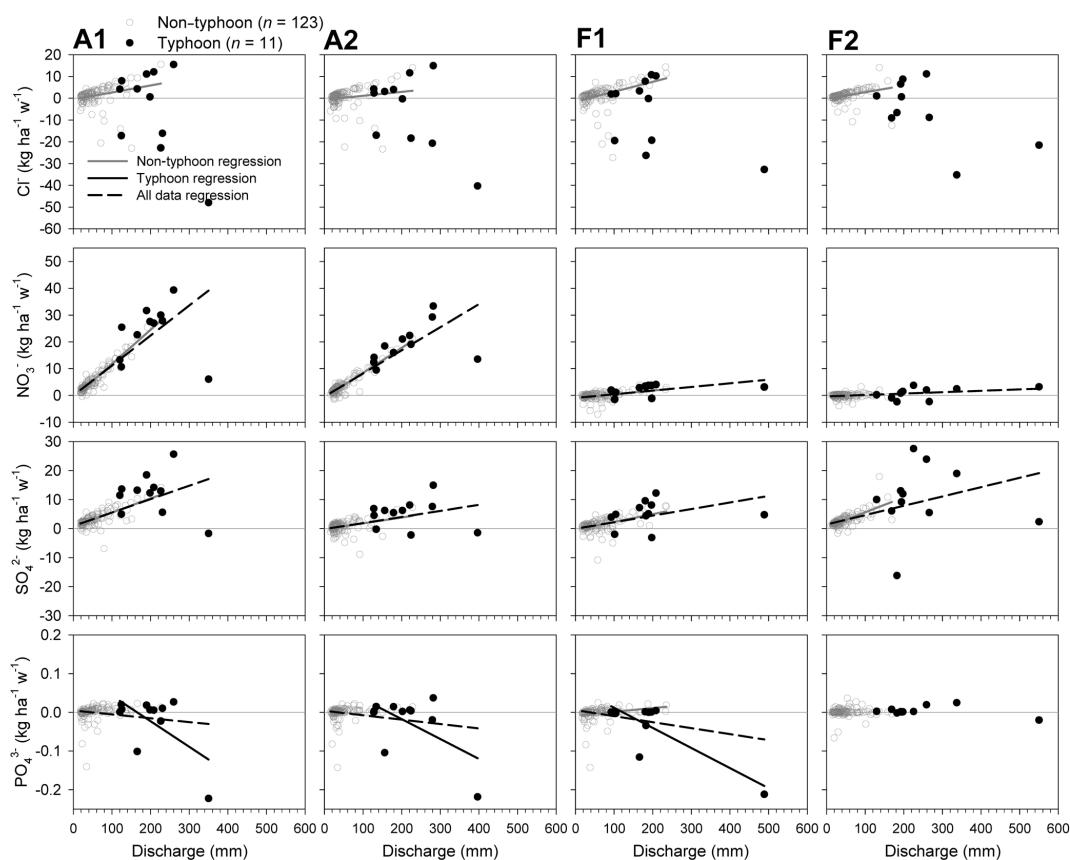 Non-typhoon (n = 123)
Typhoon (n = 11)
A1 A2 F1 F2
20
10
0
-10
-20
-30
-40
-50
-60
Cl⁻ (kg ha⁻¹ w⁻¹)
Non-typhoon regression
Typhoon regression
All data regression
50
40
30
20
10
0
-10
NO₃⁻ (kg ha⁻¹ w⁻¹)
30
20
10
0
-10
-20
-30
SO₄²⁻ (kg ha⁻¹ w⁻¹)
0.2
0.1
0.0
-0.1
-0.2
PO₄³⁻ (kg ha⁻¹ w⁻¹)
0 100 200 300 400 500 600 0 100 200 300 400 500 600 0 100 200 300 400 500 600 0 100 200 300 400 500 600
Discharge (mm) Discharge (mm) Discharge (mm) Discharge (mm)